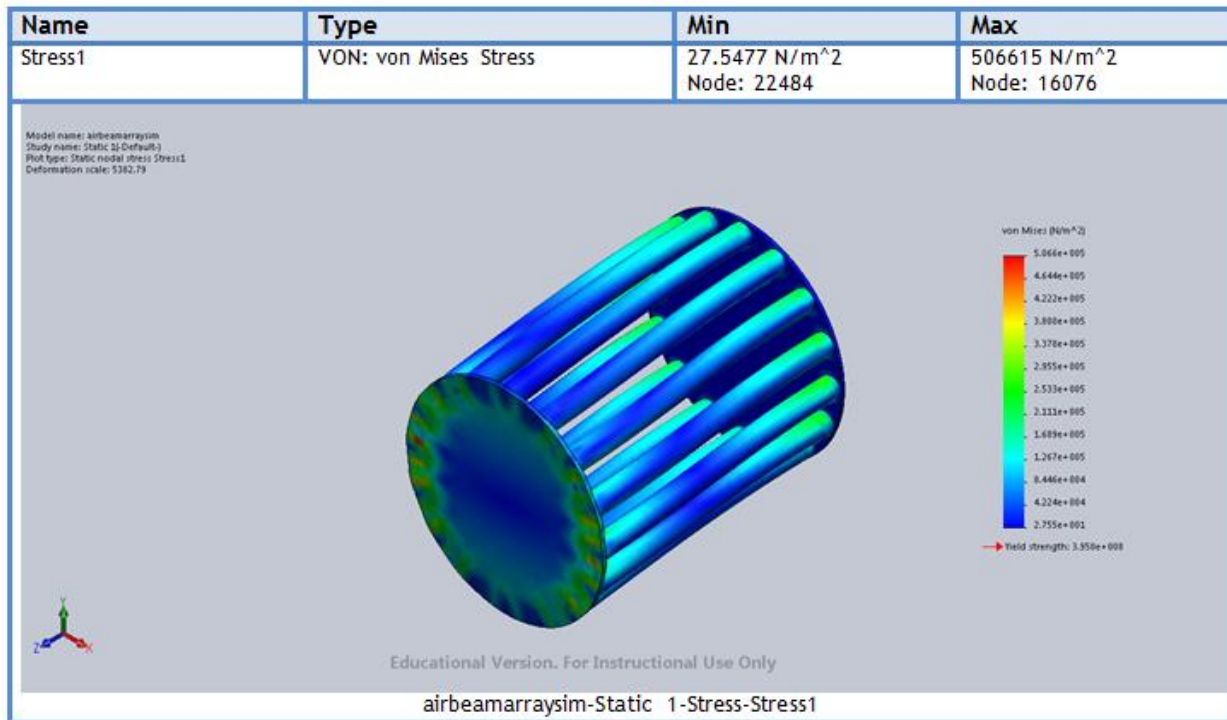 Name Type Min Max
Stress1 VON: von Mises Stress 27.5477 N/m^2 506615 N/m^2
Node: 22484 Node: 16076
Model name: airbeamarraysim
Study name: Static 1(-Default-)
Plot type: Static nodal stress Stress1
Deformation scale: 5382.79
von Mises (N/m^2)
5.066e+005
4.644e+005
4.222e+005
3.800e+005
3.378e+005
2.955e+005
2.533e+005
2.111e+005
1.689e+005
1.267e+005
8.446e+004
4.224e+004
2.755e+001
Yield strength: 3.950e+008
Y
Z
X
Educational Version. For Instructional Use Only
airbeamarraysim-Static 1-Stress-Stress1